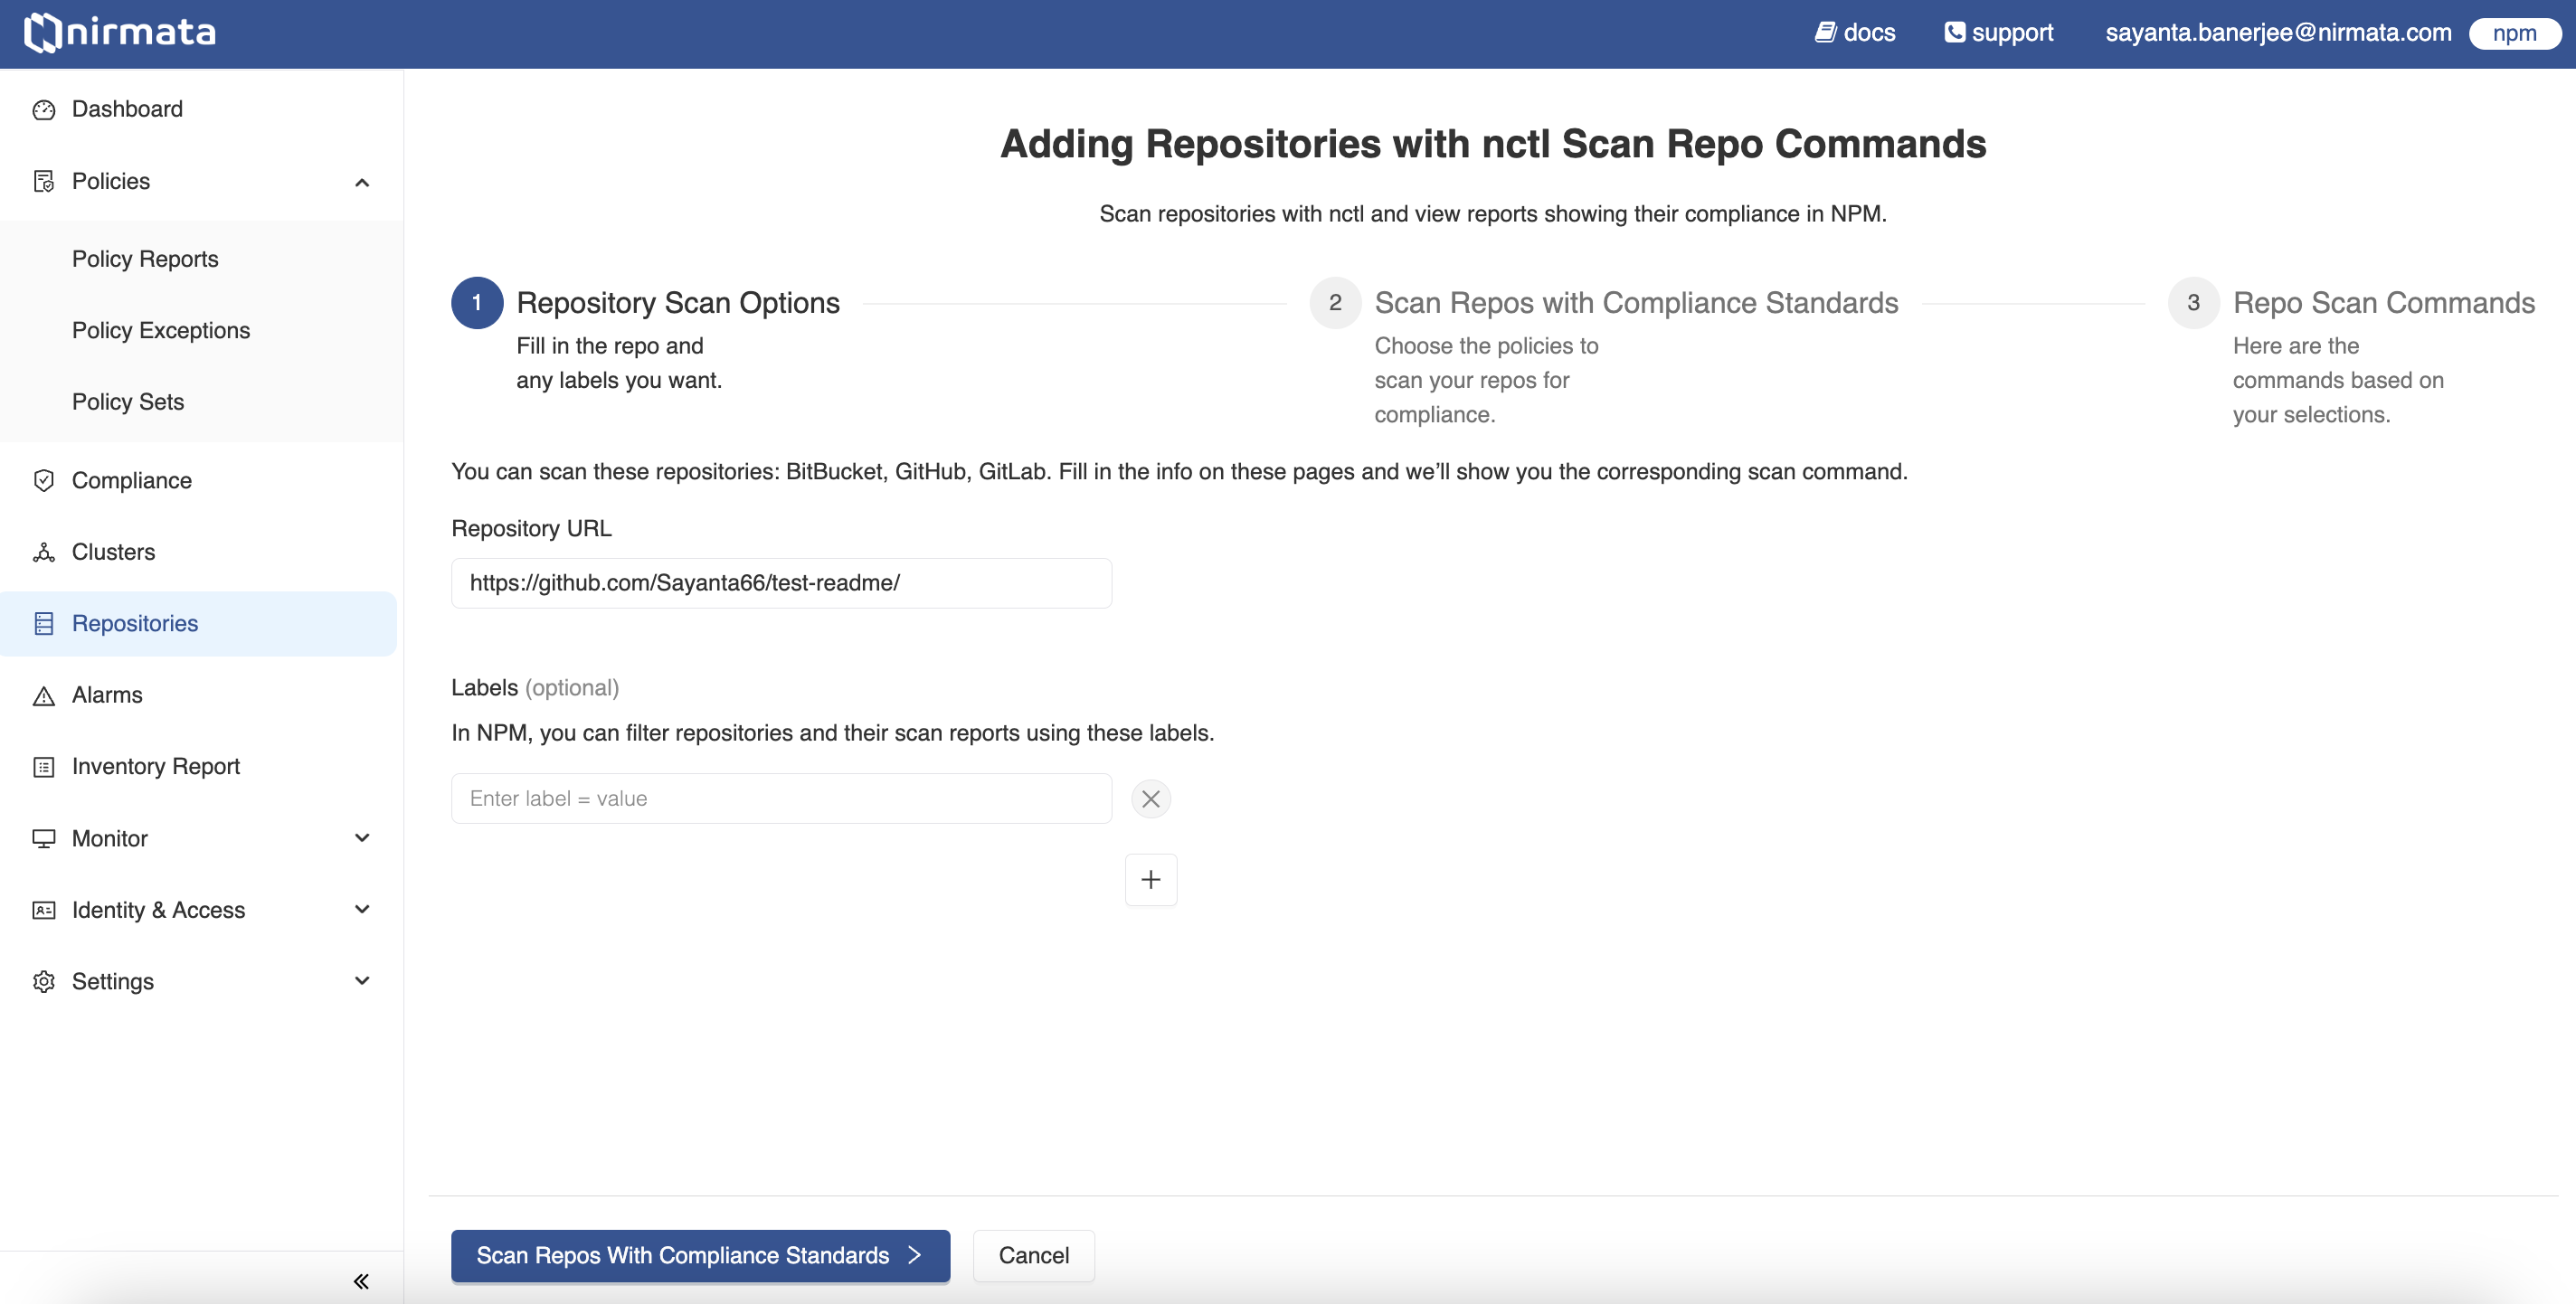 nirmata
docs
support
sayanta.banerjee@nirmata.com
npm
Dashboard
Policies
Policy Reports
Policy Exceptions
Policy Sets
Compliance
Clusters
Repositories
Alarms
Inventory Report
Monitor
Identity & Access
Settings
Adding Repositories with nctl Scan Repo Commands
Scan repositories with nctl and view reports showing their compliance in NPM.
1
Repository Scan Options
Fill in the repo and
any labels you want.
2
Scan Repos with Compliance Standards
Choose the policies to
scan your repos for
compliance.
3
Repo Scan Commands
Here are the
commands based on
your selections.
You can scan these repositories: BitBucket, GitHub, GitLab. Fill in the info on these pages and we’ll show you the corresponding scan command.
Repository URL
https://github.com/Sayanta66/test-readme/
Labels (optional)
In NPM, you can filter repositories and their scan reports using these labels.
Enter label = value
Scan Repos With Compliance Standards
Cancel